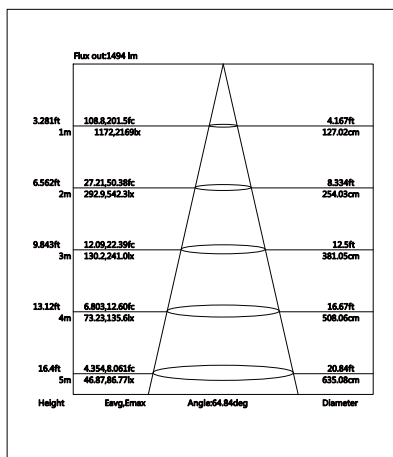 Flux out:1494 lm
3.281ft 108.8,201.5fc 4.167ft
1m 1172,2169lx 127.02cm
6.562ft 27.21,50.38fc 8.334ft
2m 292.9,542.3lx 254.03cm
9.843ft 12.09,22.39fc 12.5ft
3m 130.2,241.0lx 381.05cm
13.12ft 6.803,12.60fc 16.67ft
4m 73.23,135.6lx 508.06cm
16.4ft 4.354,8.061fc 20.84ft
5m 46.87,86.77lx 635.08cm
Height Eavg,Emax Angle:64.84deg Diameter